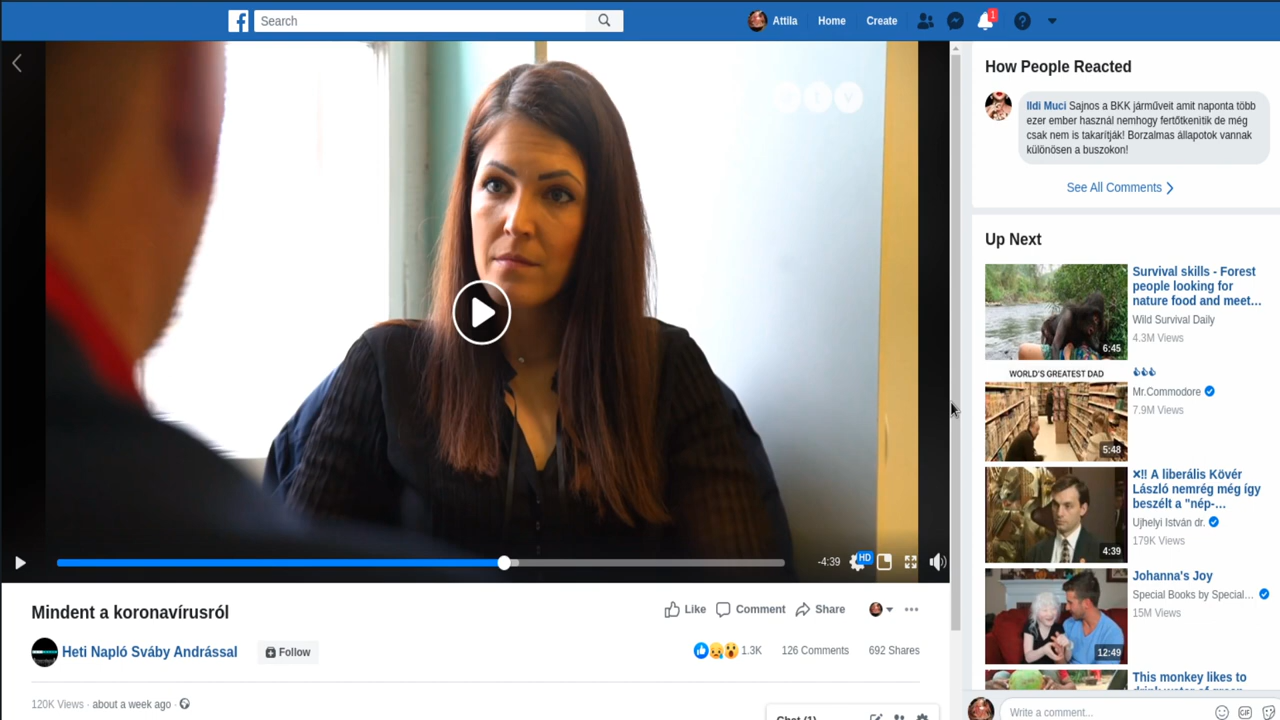 Search
Attila
Home
Create
1
How People Reacted
Ildi Muci Sajnos a BKK járműveit amit naponta több
ezer ember használ nemhogy fertőtkenitik de még
csak nem is takarítják! Borzalmas állapotok vannak
különösen a buszokon!
See All Comments
Up Next
Survival skills - Forest
people looking for
nature food and meet...
Wild Survival Daily
4.3M Views
6:45
WORLD'S GREATEST DAD
Mr.Commodore
7.9M Views
5:48
×!! A liberális Kövér
László nemrég még így
beszélt a "nép-...
Ujhelyi István dr.
179K Views
4:39
Johanna's Joy
Special Books by Special...
15M Views
12:49
This monkey likes to
-4:39
HD
Mindent a koronavírusról
Like
Comment
Share
Heti Napló Sváby Andrással
Follow
1.3K
126 Comments
692 Shares
120K Views · about a week ago ·
Chat (1)
Write a comment...
GIF